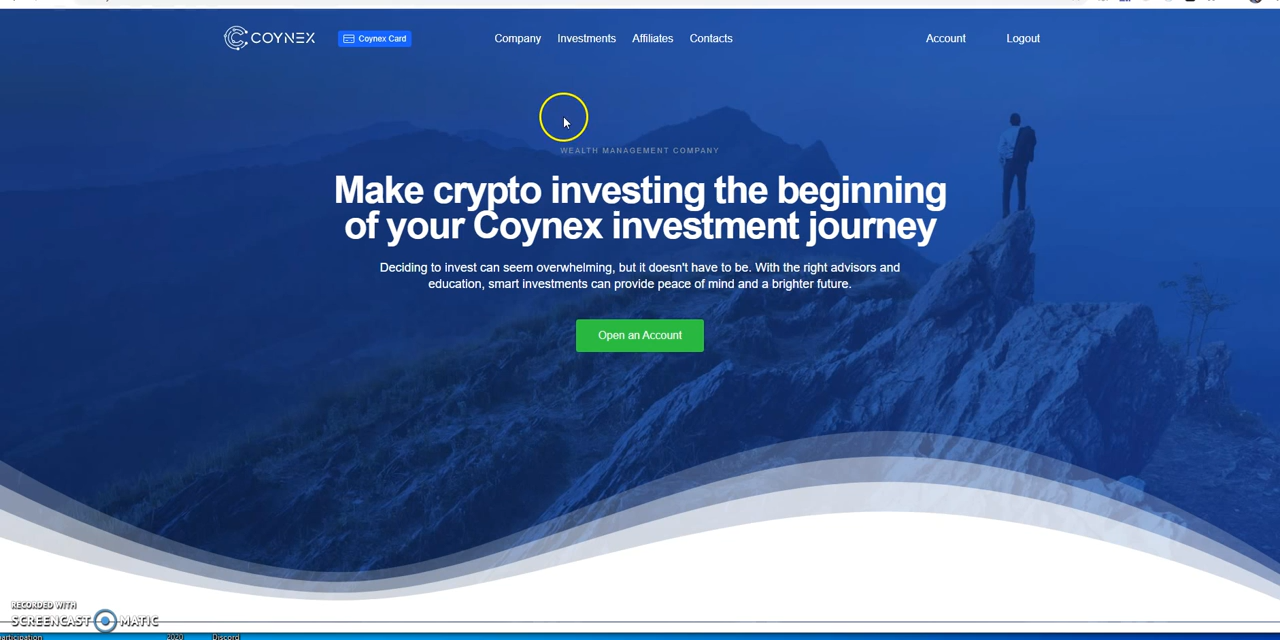 COYNEX
Coynex Card
Company
Investments
Affiliates
Contacts
Account
Logout
WEALTH MANAGEMENT COMPANY
Make crypto investing the beginning
of your Coynex investment journey
Deciding to invest can seem overwhelming, but it doesn't have to be. With the right advisors and
education, smart investments can provide peace of mind and a brighter future.
Open an Account
RECORDED WITH
SCREENCAST MATIC
2020
Discord